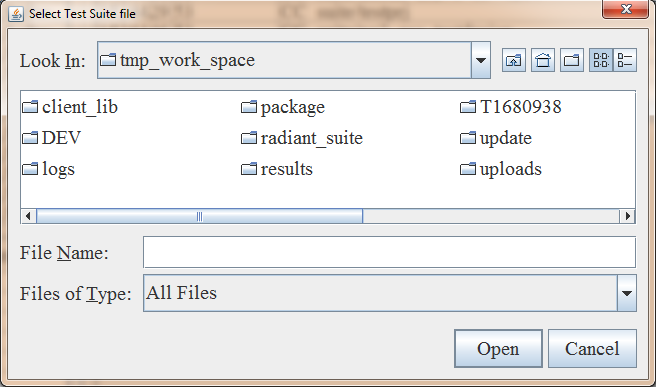 Select Test Suite file
Look In: tmp_work_space
client_lib package T1680938
DEV radiant_suite update
logs results uploads
File Name:
Files of Type: All Files
Open Cancel